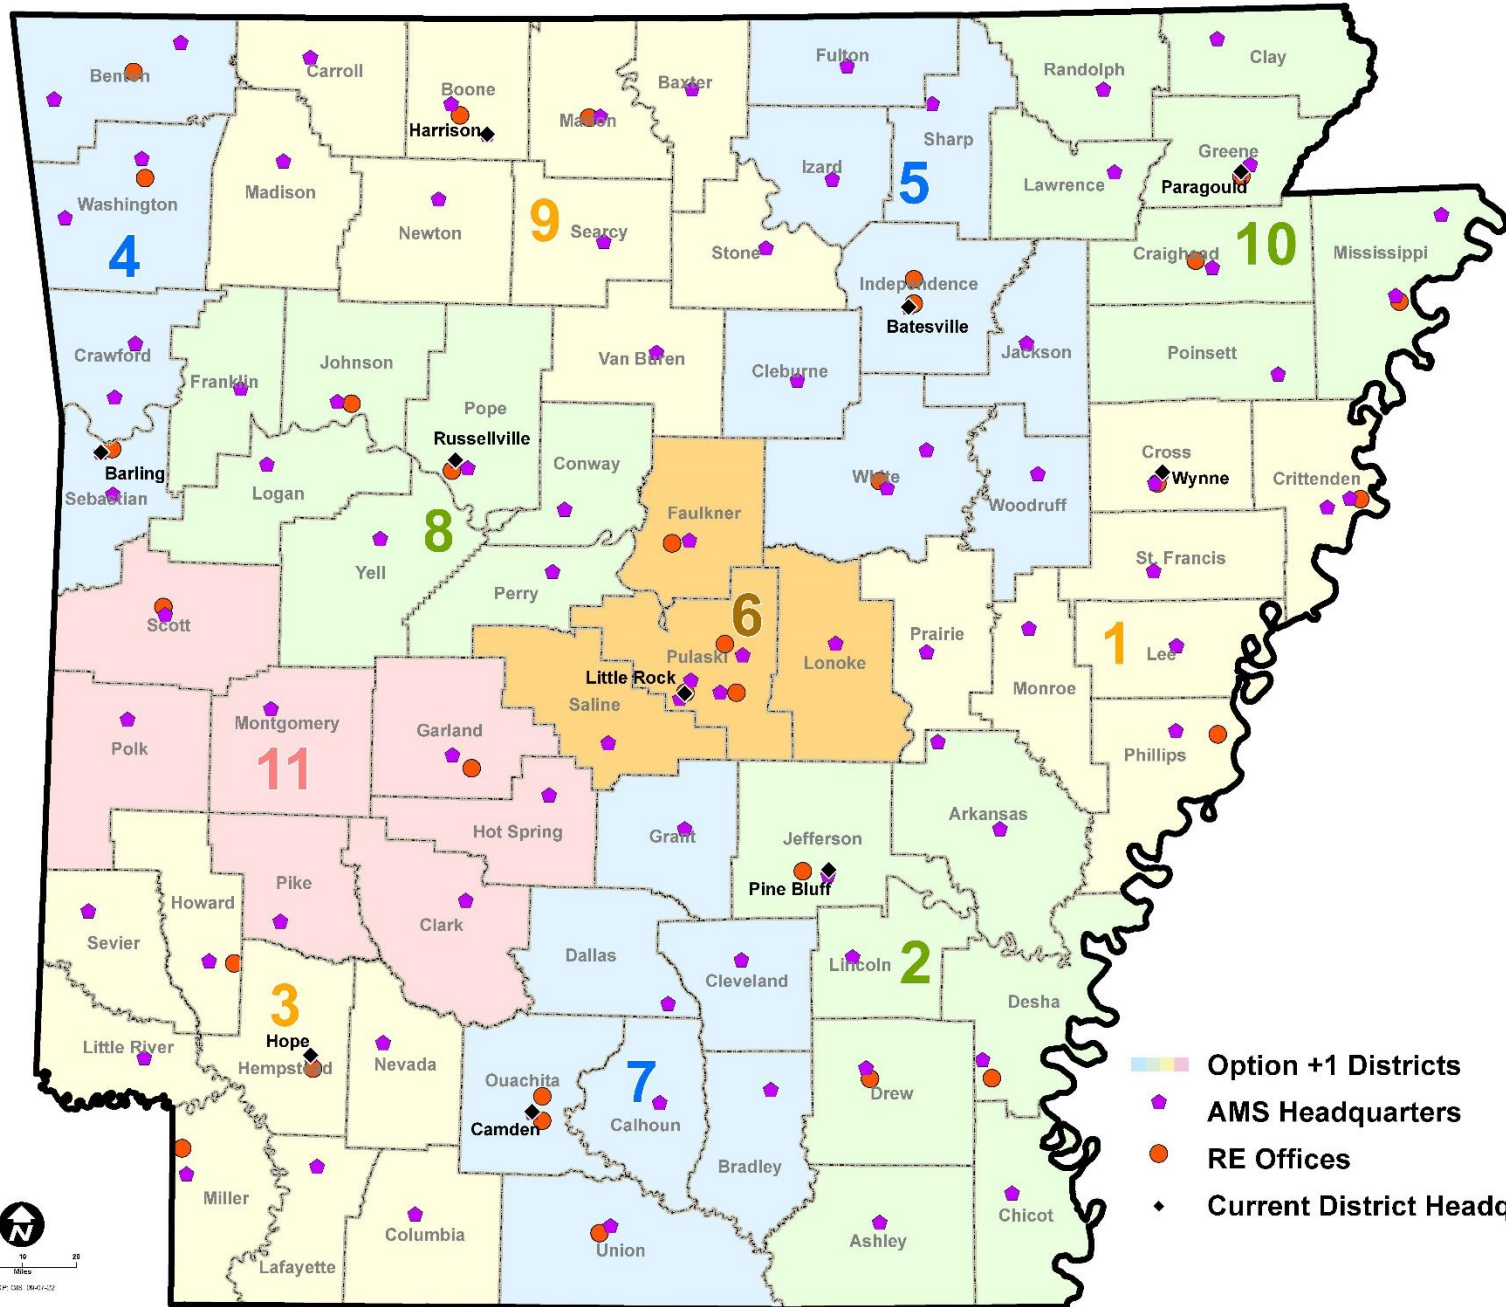 Benton
Carroll
Boone
Harrison
Marion
Baxter
Fulton
Sharp
Randolph
Clay
Izard
5
Lawrence
Greene
Paragould
Washington
4
Madison
Newton
9
Searcy
Stone
Independence
Batesville
Craighead
10
Mississippi
Crawford
Franklin
Johnson
Pope
Russellville
Van Buren
Cleburne
Jackson
Poinsett
Barling
Sebastian
Logan
Conway
White
Woodruff
Cross
Wynne
Crittenden
8
Yell
Perry
Faulkner
St. Francis
Scott
6
Pulaski
Little Rock
Saline
Lonoke
Prairie
Monroe
1
Lee
Polk
Montgomery
11
Garland
Hot Spring
Phillips
Grant
Jefferson
Pine Bluff
Arkansas
Sevier
Howard
Pike
Clark
Dallas
Cleveland
Lincoln
2
Desha
3
Hope
Little River
Hempstead
Nevada
Ouachita
Camden
7
Calhoun
Bradley
Drew
Miller
Lafayette
Columbia
Union
Ashley
Chicot
Option +1 Districts
AMS Headquarters
RE Offices
Current District Headq
N
10 20
Miles